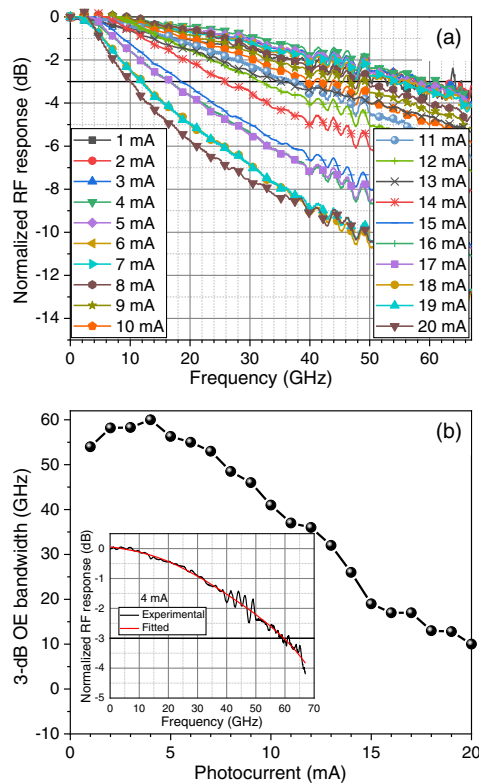 (a)
0
-2
-4
-6
-8
-10
-12
-14
Normalized RF response (dB)
1 mA
2 mA
3 mA
4 mA
5 mA
6 mA
7 mA
8 mA
9 mA
10 mA
11 mA
12 mA
13 mA
14 mA
15 mA
16 mA
17 mA
18 mA
19 mA
20 mA
0 10 20 30 40 50 60
Frequency (GHz)
(b)
60
50
40
30
20
10
0
-10
3-dB OE bandwidth (GHz)
0
-1
-2
-3
-4
-5
Normalized RF response (dB)
4 mA
Experimental
Fitted
0 10 20 30 40 50 60 70
Frequency (GHz)
0 5 10 15 20
Photocurrent (mA)